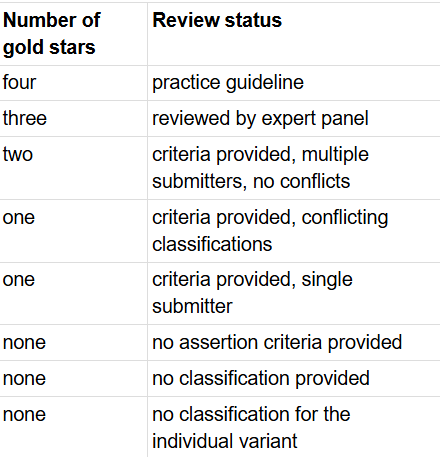 Number of gold stars Review status
four practice guideline
three reviewed by expert panel
two criteria provided, multiple submitters, no conflicts
one criteria provided, conflicting classifications
one criteria provided, single submitter
none no assertion criteria provided
none no classification provided
none no classification for the individual variant